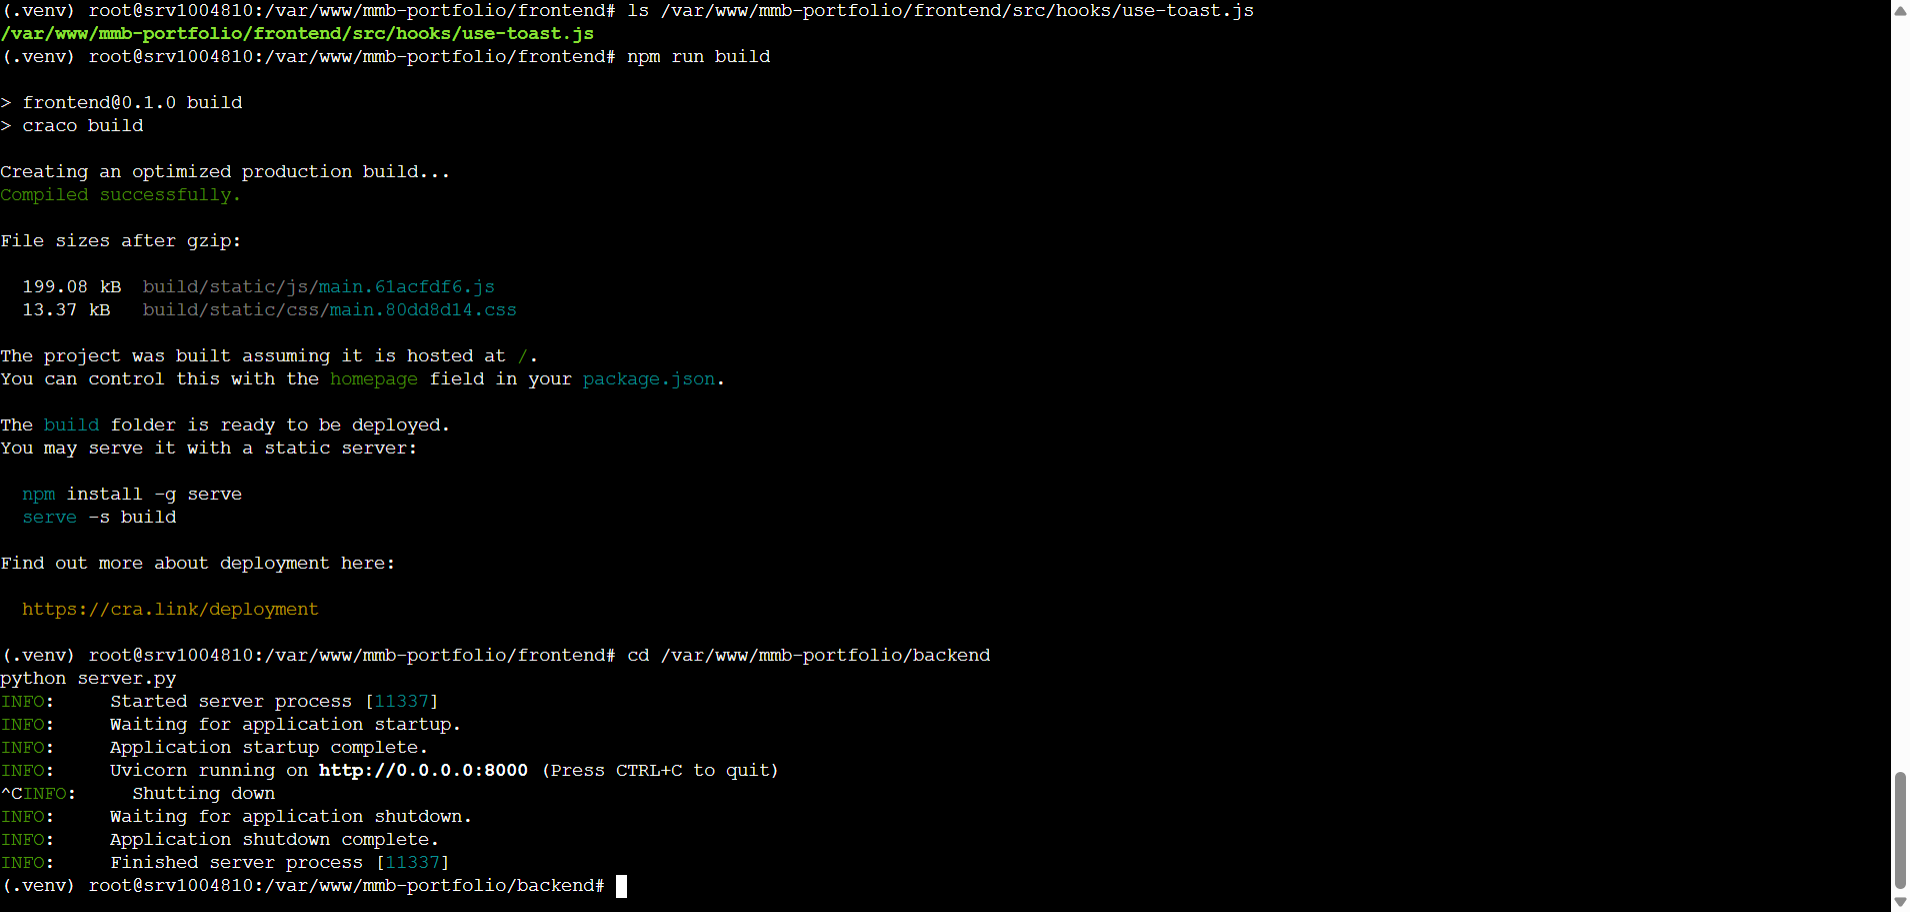 (.venv) root@srv1004810:/var/www/mmb-portfolio/frontend# ls /var/www/mmb-portfolio/frontend/src/hooks/use-toast.js
/var/www/mmb-portfolio/frontend/src/hooks/use-toast.js
(.venv) root@srv1004810:/var/www/mmb-portfolio/frontend# npm run build
> frontend@0.1.0 build
> craco build
Creating an optimized production build...
Compiled successfully.
File sizes after gzip:
199.08 kB  build/static/js/main.61acfdf6.js
13.37 kB   build/static/css/main.80dd8d14.css
The project was built assuming it is hosted at /.
You can control this with the homepage field in your package.json.
The build folder is ready to be deployed.
You may serve it with a static server:
npm install -g serve
serve -s build
Find out more about deployment here:
https://cra.link/deployment
(.venv) root@srv1004810:/var/www/mmb-portfolio/frontend# cd /var/www/mmb-portfolio/backend
python server.py
INFO:     Started server process [11337]
INFO:     Waiting for application startup.
INFO:     Application startup complete.
INFO:     Uvicorn running on http://0.0.0.0:8000 (Press CTRL+C to quit)
^CINFO:     Shutting down
INFO:     Waiting for application shutdown.
INFO:     Application shutdown complete.
INFO:     Finished server process [11337]
(.venv) root@srv1004810:/var/www/mmb-portfolio/backend#